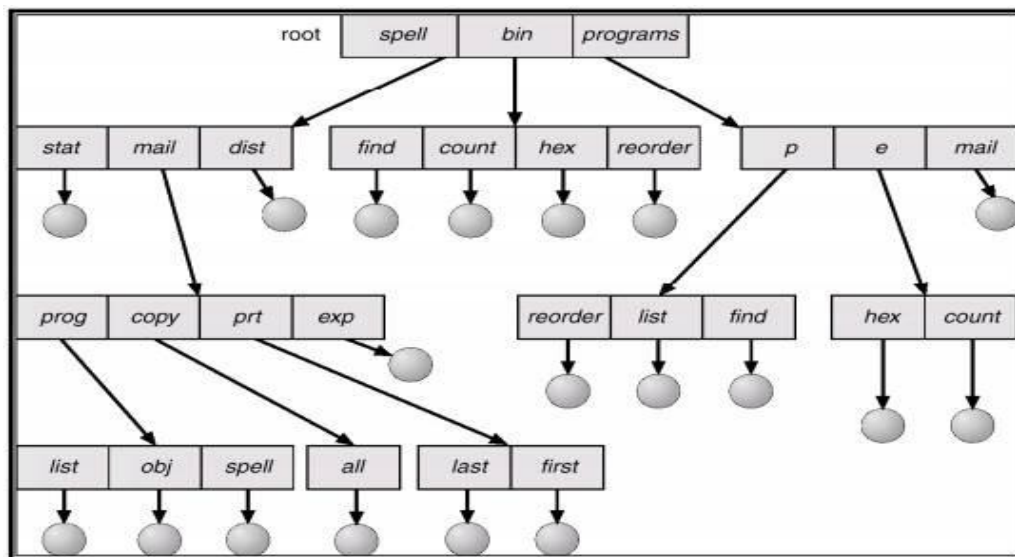 root spell bin programs
stat mail dist find count hex reorder p e mail
prog copy prt exp reorder list find hex count
list obj spell all last first